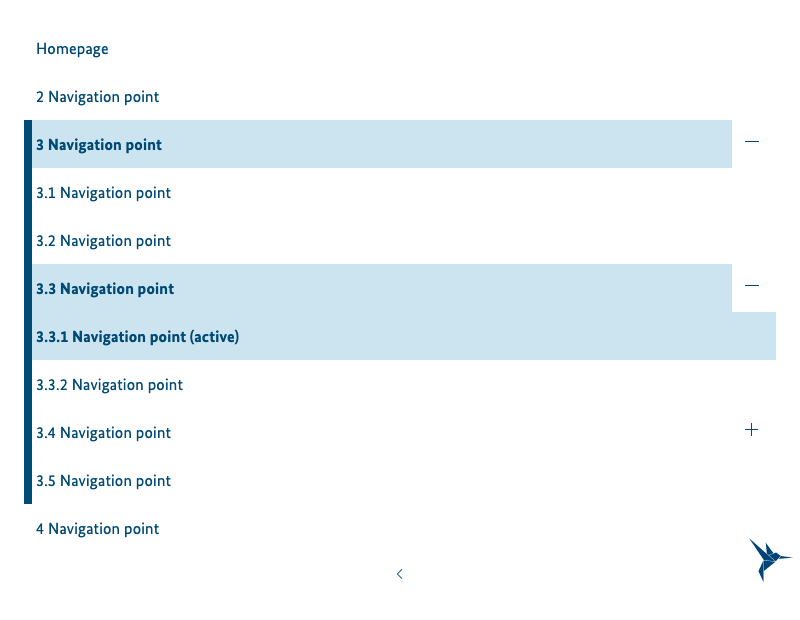 Homepage
2 Navigation point
3 Navigation point
3.1 Navigation point
3.2 Navigation point
3.3 Navigation point
3.3.1 Navigation point (active)
3.3.2 Navigation point
3.4 Navigation point
3.5 Navigation point
4 Navigation point